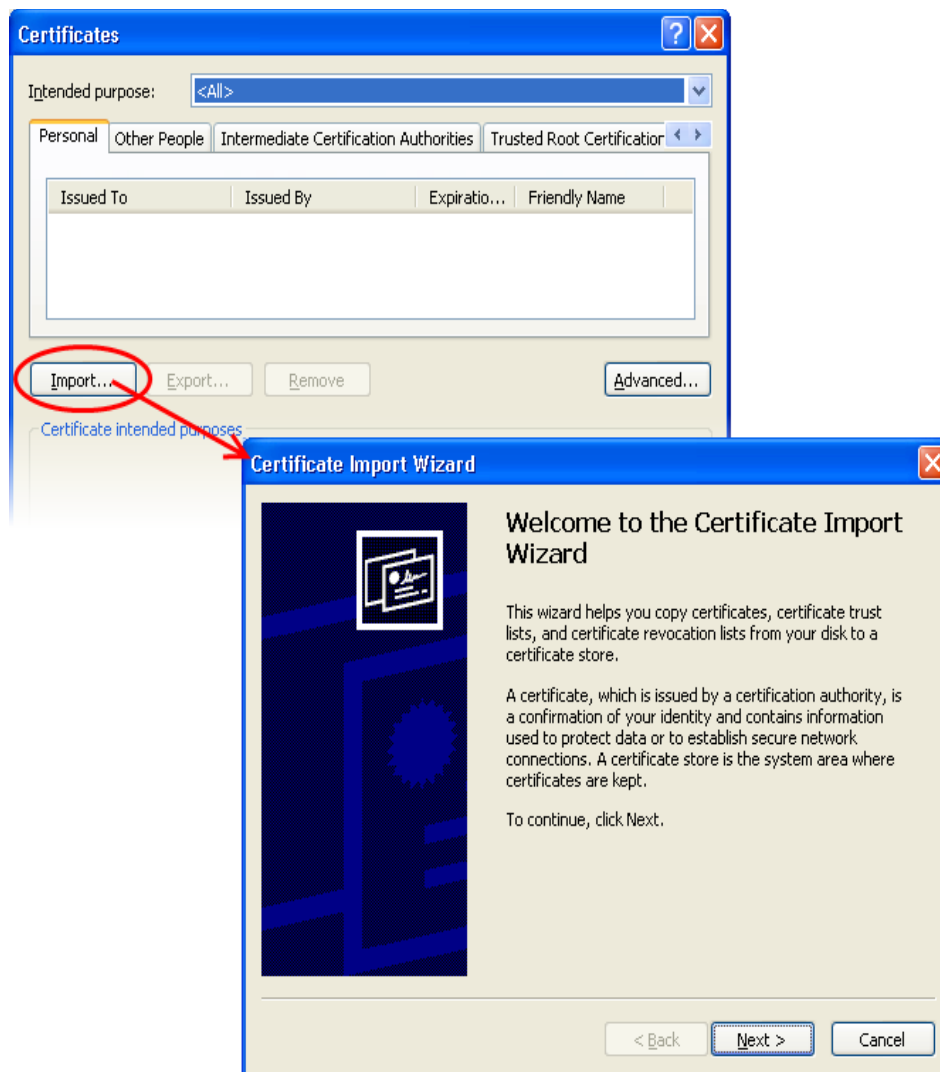 Certificates
Intended purpose: <All>
Personal Other People Intermediate Certification Authorities Trusted Root Certification
Issued To Issued By Expiratio... Friendly Name
Import... Export... Remove Advanced...
Certificate intended purposes
Certificate Import Wizard
Welcome to the Certificate Import
Wizard
This wizard helps you copy certificates, certificate trust
lists, and certificate revocation lists from your disk to a
certificate store.
A certificate, which is issued by a certification authority, is
a confirmation of your identity and contains information
used to protect data or to establish secure network
connections. A certificate store is the system area where
certificates are kept.
To continue, click Next.
< Back Next > Cancel